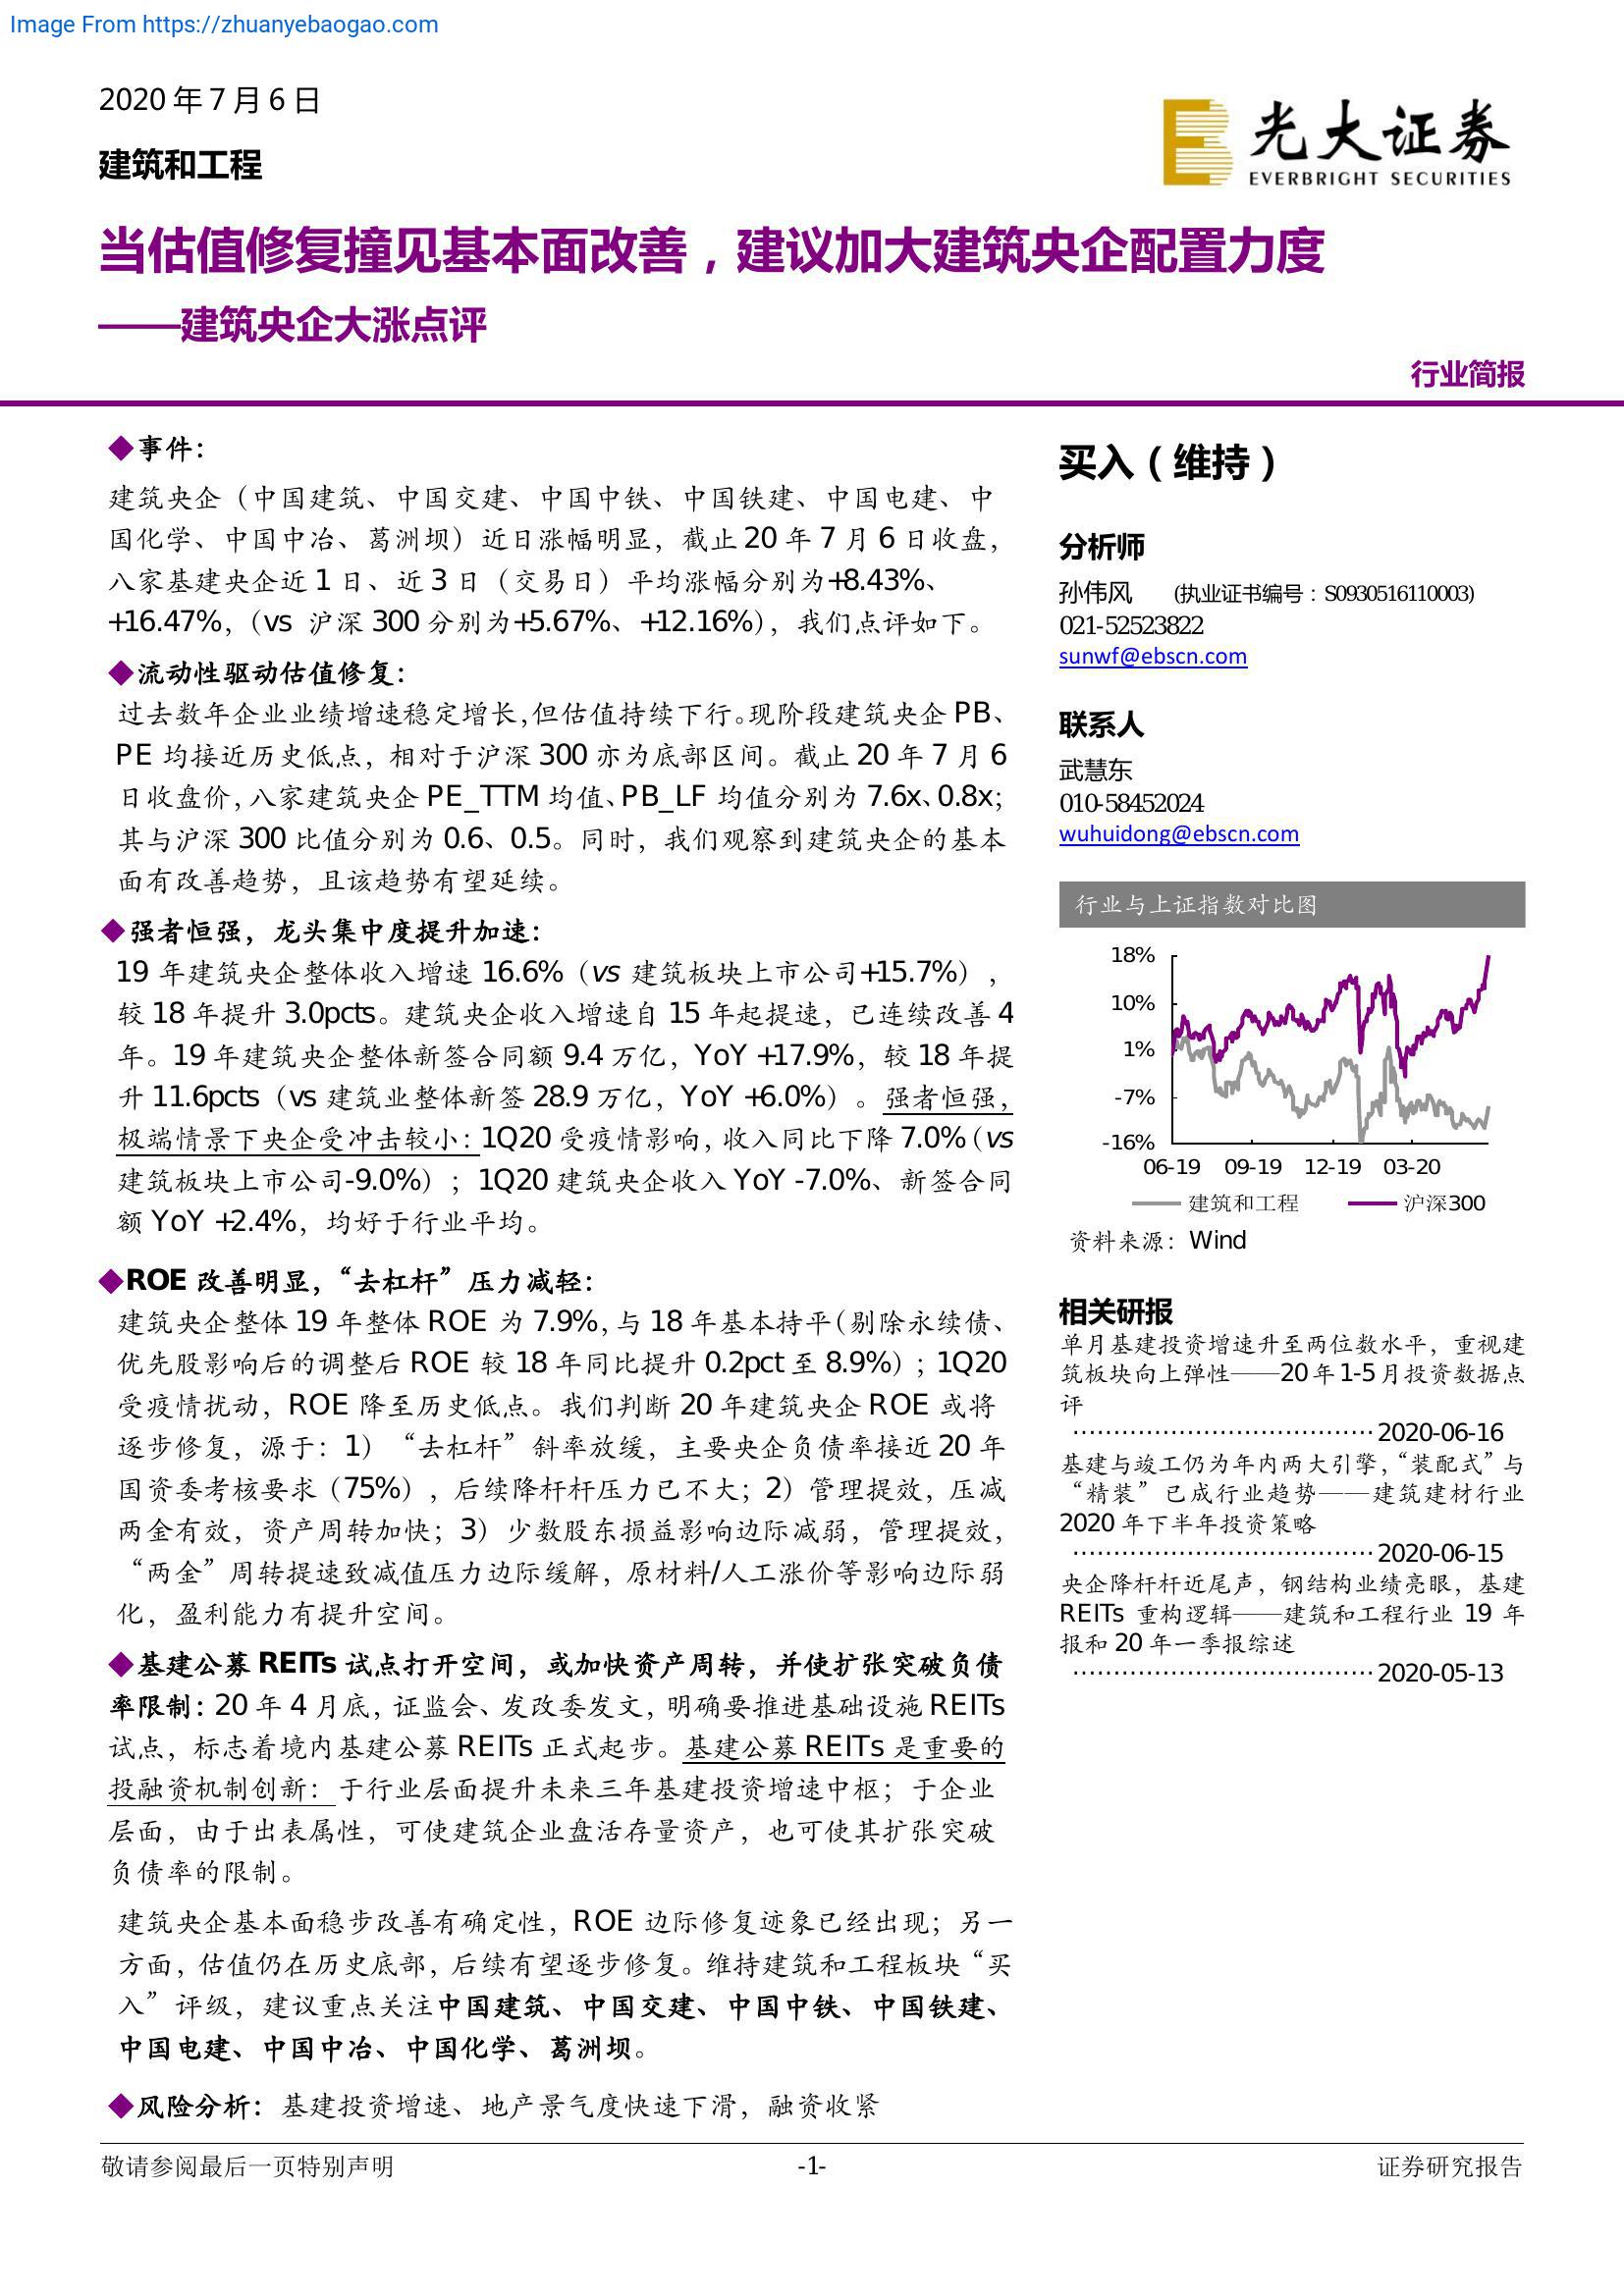 Image From https://zhuanyebaogao.com
2020 年 7 月 6 日
建筑和工程
光大证券
EVERBRIGHT SECURITIES
当估值修复撞见基本面改善，建议加大建筑央企配置力度
——建筑央企大涨点评
行业简报
◆事件：
建筑央企（中国建筑、中国交建、中国中铁、中国铁建、中国电建、中
国化学、中国中冶、葛洲坝）近日涨幅明显，截止 20 年 7 月 6 日收盘，
八家基建央企近 1 日、近 3 日（交易日）平均涨幅分别为+8.43%、
+16.47%，（vs 沪深 300 分别为+5.67%、+12.16%），我们点评如下。
◆流动性驱动估值修复：
过去数年企业业绩增速稳定增长，但估值持续下行。现阶段建筑央企 PB、
PE 均接近历史低点，相对于沪深 300 亦为底部区间。截止 20 年 7 月 6
日收盘价，八家建筑央企 PE_TTM 均值、PB_LF 均值分别为 7.6x、0.8x；
其与沪深 300 比值分别为 0.6、0.5。同时，我们观察到建筑央企的基本
面有改善趋势，且该趋势有望延续。
◆强者恒强，龙头集中度提升加速：
19 年建筑央企整体收入增速 16.6%（vs 建筑板块上市公司+15.7%），
较 18 年提升 3.0pcts。建筑央企收入增速自 15 年起提速，已连续改善 4
年。19 年建筑央企整体新签合同额 9.4 万亿，YoY +17.9%，较 18 年提
升 11.6pcts（vs 建筑业整体新签 28.9 万亿，YoY +6.0%）。强者恒强，
极端情景下央企受冲击较小：1Q20 受疫情影响，收入同比下降 7.0%（vs
建筑板块上市公司-9.0%）；1Q20 建筑央企收入 YoY -7.0%、新签合同
额 YoY +2.4%，均好于行业平均。
◆ROE 改善明显，“去杠杆”压力减轻：
建筑央企整体 19 年整体 ROE 为 7.9%，与 18 年基本持平（剔除永续债、
优先股影响后的调整后 ROE 较 18 年同比提升 0.2pct 至 8.9%）；1Q20
受疫情扰动，ROE 降至历史低点。我们判断 20 年建筑央企 ROE 或将
逐步修复，源于：1）“去杠杆”斜率放缓，主要央企负债率接近 20 年
国资委考核要求（75%），后续降杆杆压力已不大；2）管理提效，压减
两金有效，资产周转加快；3）少数股东损益影响边际减弱，管理提效，
“两金”周转提速致减值压力边际缓解，原材料/人工涨价等影响边际弱
化，盈利能力有提升空间。
◆基建公募 REITs 试点打开空间，或加快资产周转，并使扩张突破负债
率限制：20 年 4 月底，证监会、发改委发文，明确要推进基础设施 REITs
试点，标志着境内基建公募 REITs 正式起步。基建公募 REITs 是重要的
投融资机制创新：于行业层面提升未来三年基建投资增速中枢；于企业
层面，由于出表属性，可使建筑企业盘活存量资产，也可使其扩张突破
负债率的限制。
建筑央企基本面稳步改善有确定性，ROE 边际修复迹象已经出现；另一
方面，估值仍在历史底部，后续有望逐步修复。维持建筑和工程板块“买
入”评级，建议重点关注中国建筑、中国交建、中国中铁、中国铁建、
中国电建、中国中冶、中国化学、葛洲坝。
◆风险分析：基建投资增速、地产景气度快速下滑，融资收紧
买入（维持）
分析师
孙伟风 (执业证书编号：S0930516110003)
021-52523822
sunwf@ebscn.com
联系人
武慧东
010-58452024
wuhuidong@ebscn.com
行业与上证指数对比图
18%
10%
1%
-7%
-16%
06-19 09-19 12-19 03-20
建筑和工程 沪深300
资料来源：Wind
相关研报
单月基建投资增速升至两位数水平，重视建
筑板块向上弹性——20 年 1-5 月投资数据点
评
····································2020-06-16
基建与竣工仍为年内两大引擎，“装配式”与
“精装”已成行业趋势——建筑建材行业
2020 年下半年投资策略
····································2020-06-15
央企降杆杆近尾声，钢结构业绩亮眼，基建
REITs 重构逻辑——建筑和工程行业 19 年
报和 20 年一季报综述
····································2020-05-13
敬请参阅最后一页特别声明 -1- 证券研究报告